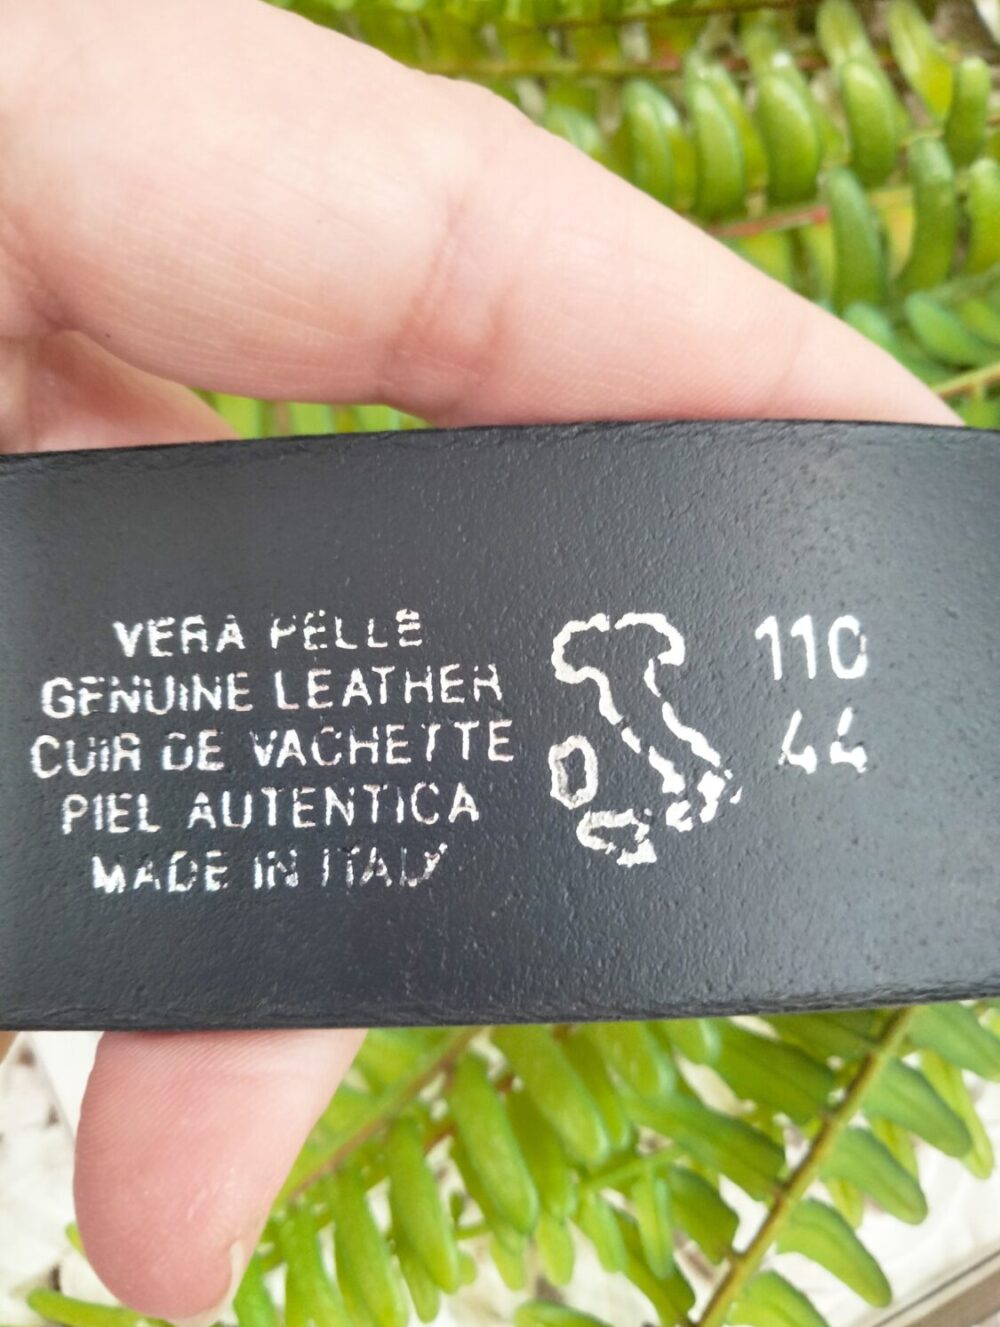 VERA PELLE
GENUINE LEATHER
CUIR DE VACHETTE
PIEL AUTENTICA
MADE IN ITALY
110
44